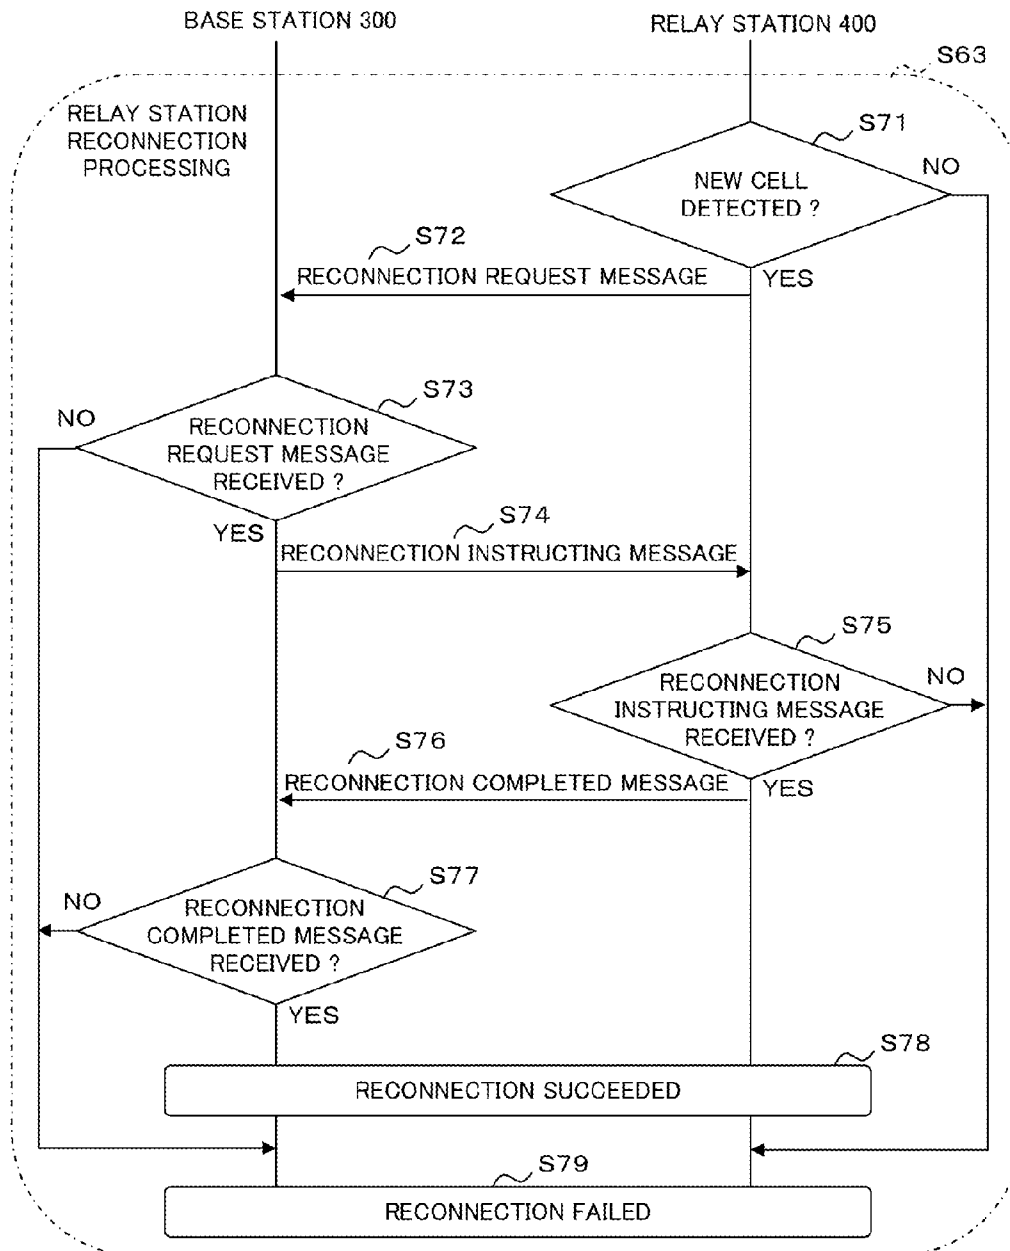 BASE STATION 300
RELAY STATION 400
S63
RELAY STATION
RECONNECTION
PROCESSING
S71
NEW CELL
DETECTED ?
NO
YES
S72
RECONNECTION REQUEST MESSAGE
S73
NO
RECONNECTION
REQUEST MESSAGE
RECEIVED ?
YES
S74
RECONNECTION INSTRUCTING MESSAGE
S75
RECONNECTION
INSTRUCTING MESSAGE
RECEIVED ?
NO
YES
S76
RECONNECTION COMPLETED MESSAGE
S77
NO
RECONNECTION
COMPLETED MESSAGE
RECEIVED ?
YES
S78
RECONNECTION SUCCEEDED
S79
RECONNECTION FAILED